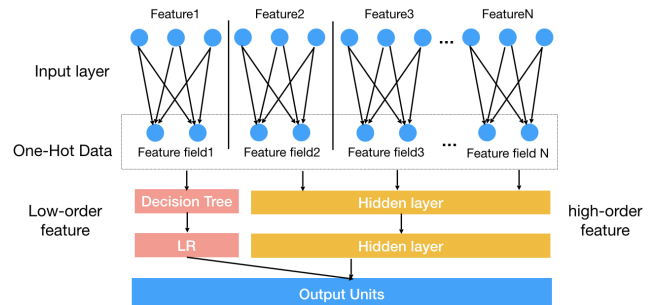 Feature1
Feature2
Feature3
FeatureN
...
Input layer
One-Hot Data
Feature field1
Feature field2
Feature field3
...
Feature field N
Low-order
feature
Decision Tree
Hidden layer
high-order
feature
LR
Hidden layer
Output Units